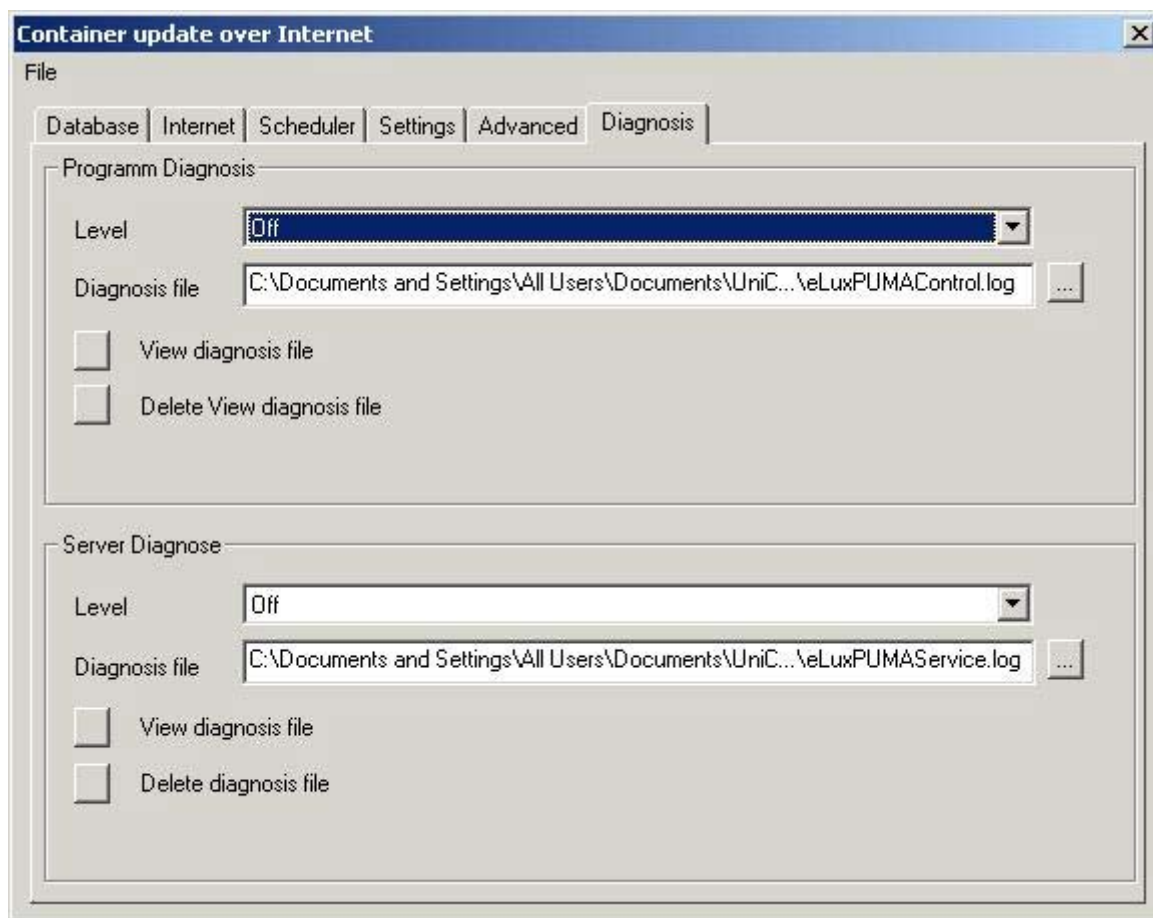 Container update over Internet
File
Database Internet Scheduler Settings Advanced Diagnosis
Programm Diagnosis
Level Off
Diagnosis file C:\Documents and Settings\All Users\Documents\UniC...\eLuxPUMAControl.log ...
View diagnosis file
Delete View diagnosis file
Server Diagnose
Level Off
Diagnosis file C:\Documents and Settings\All Users\Documents\UniC...\eLuxPUMAService.log ...
View diagnosis file
Delete diagnosis file